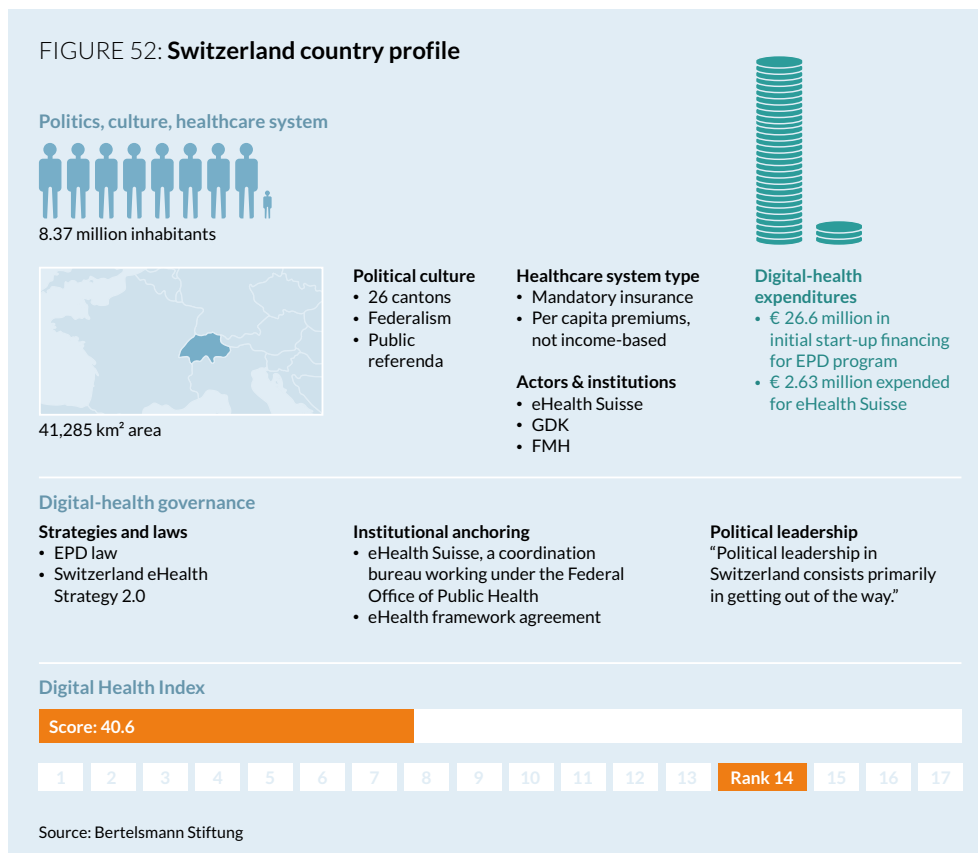 FIGURE 52: Switzerland country profile
Politics, culture, healthcare system
8.37 million inhabitants
41,285 km² area
Political culture
• 26 cantons
• Federalism
• Public
referenda
Healthcare system type
• Mandatory insurance
• Per capita premiums,
not income-based
Actors & institutions
• eHealth Suisse
• GDK
• FMH
Digital-health
expenditures
• € 26.6 million in
initial start-up financing
for EPD program
• € 2.63 million expended
for eHealth Suisse
Digital-health governance
Strategies and laws
• EPD law
• Switzerland eHealth
Strategy 2.0
Institutional anchoring
• eHealth Suisse, a coordination
bureau working under the Federal
Office of Public Health
• eHealth framework agreement
Political leadership
“Political leadership in
Switzerland consists primarily
in getting out of the way.”
Digital Health Index
Score: 40.6
1 2 3 4 5 6 7 8 9 10 11 12 13 Rank 14 15 16 17
Source: Bertelsmann Stiftung